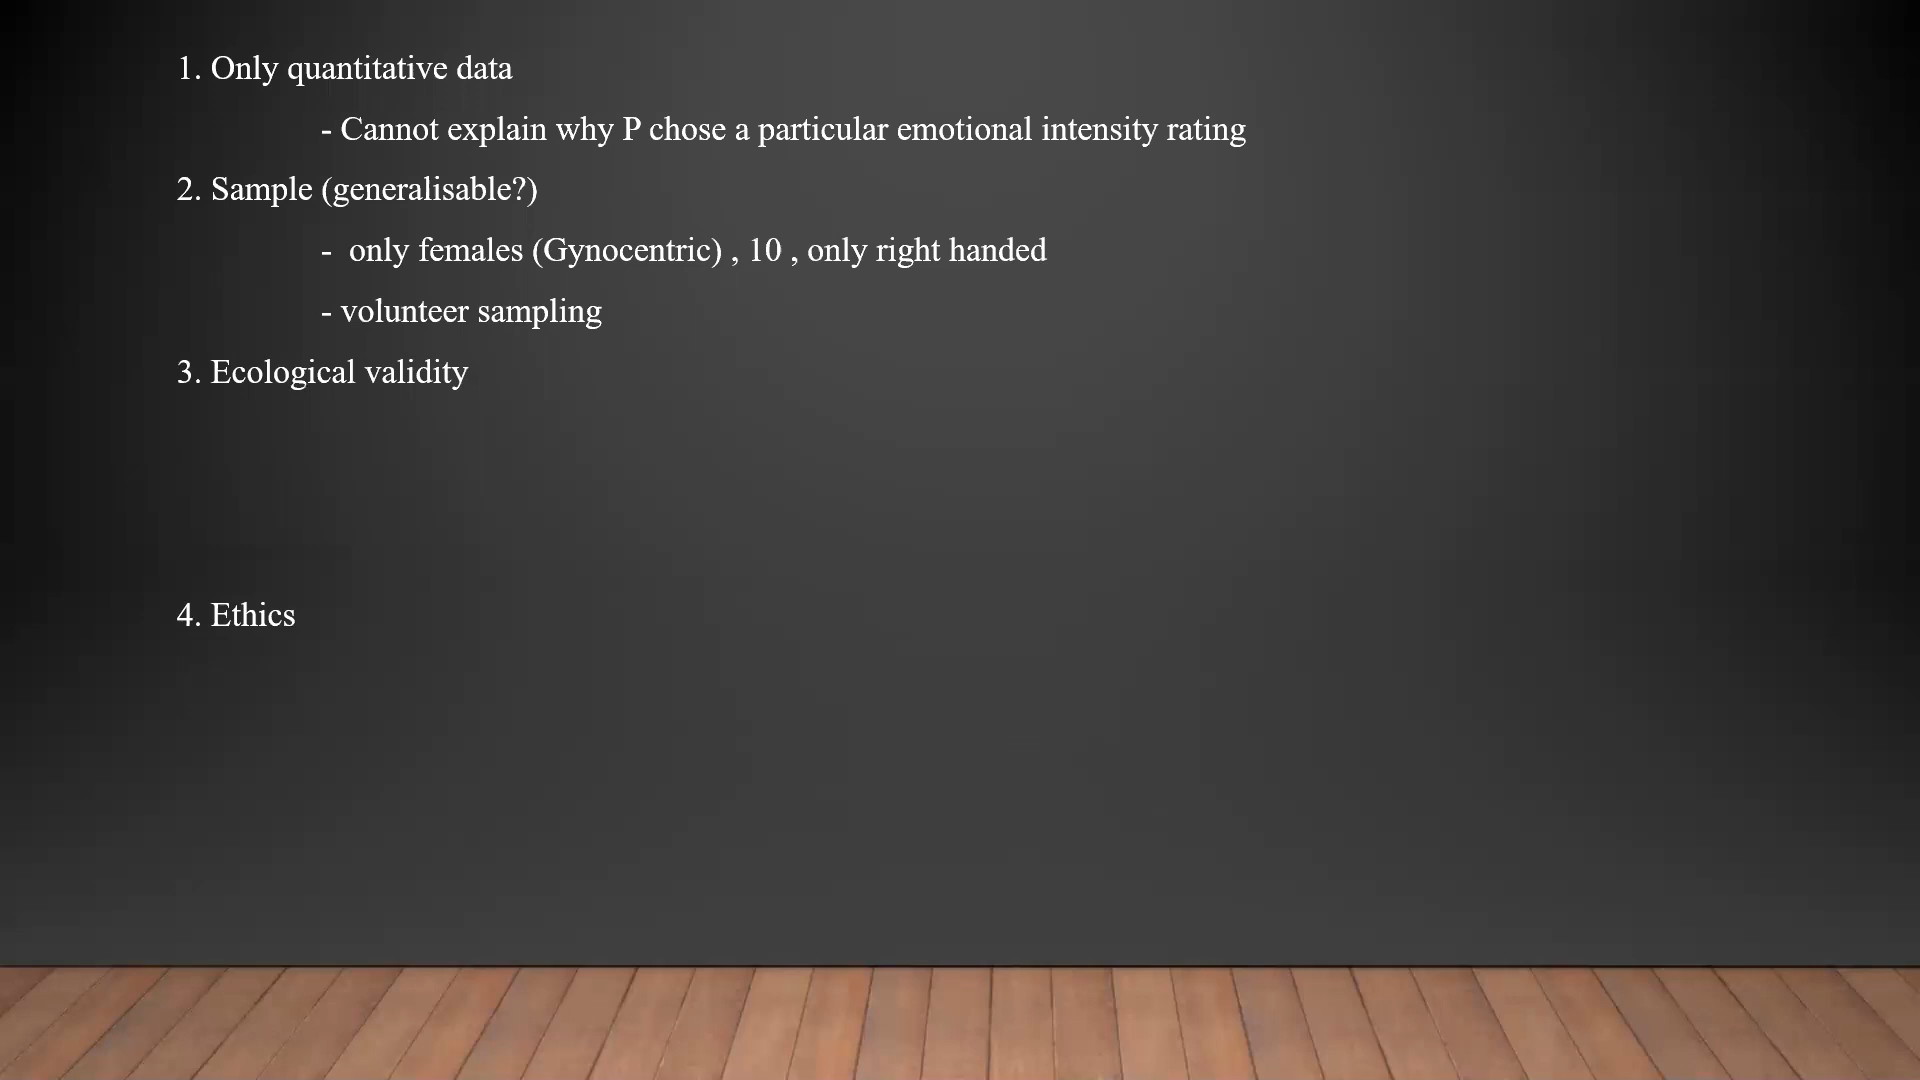 1. Only quantitative data
- Cannot explain why P chose a particular emotional intensity rating
2. Sample (generalisable?)
-  only females (Gynocentric) , 10 , only right handed
- volunteer sampling
3. Ecological validity
4. Ethics